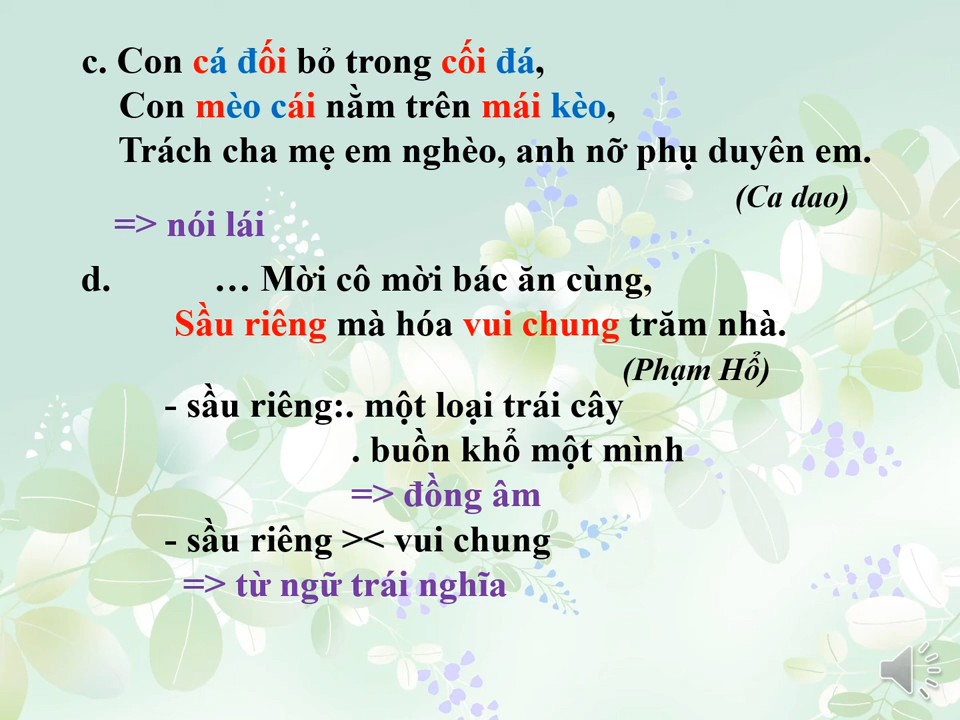 c. Con cá đối bỏ trong cối đá,
Con mèo cái nằm trên mái kèo,
Trách cha mẹ em nghèo, anh nỡ phụ duyên em.
(Ca dao)
=> nói lái
d. … Mời cô mời bác ăn cùng,
Sầu riêng mà hóa vui chung trăm nhà.
(Phạm Hổ)
- sầu riêng:. một loại trái cây
. buồn khổ một mình
=> đồng âm
- sầu riêng >< vui chung
=> từ ngữ trái nghĩa